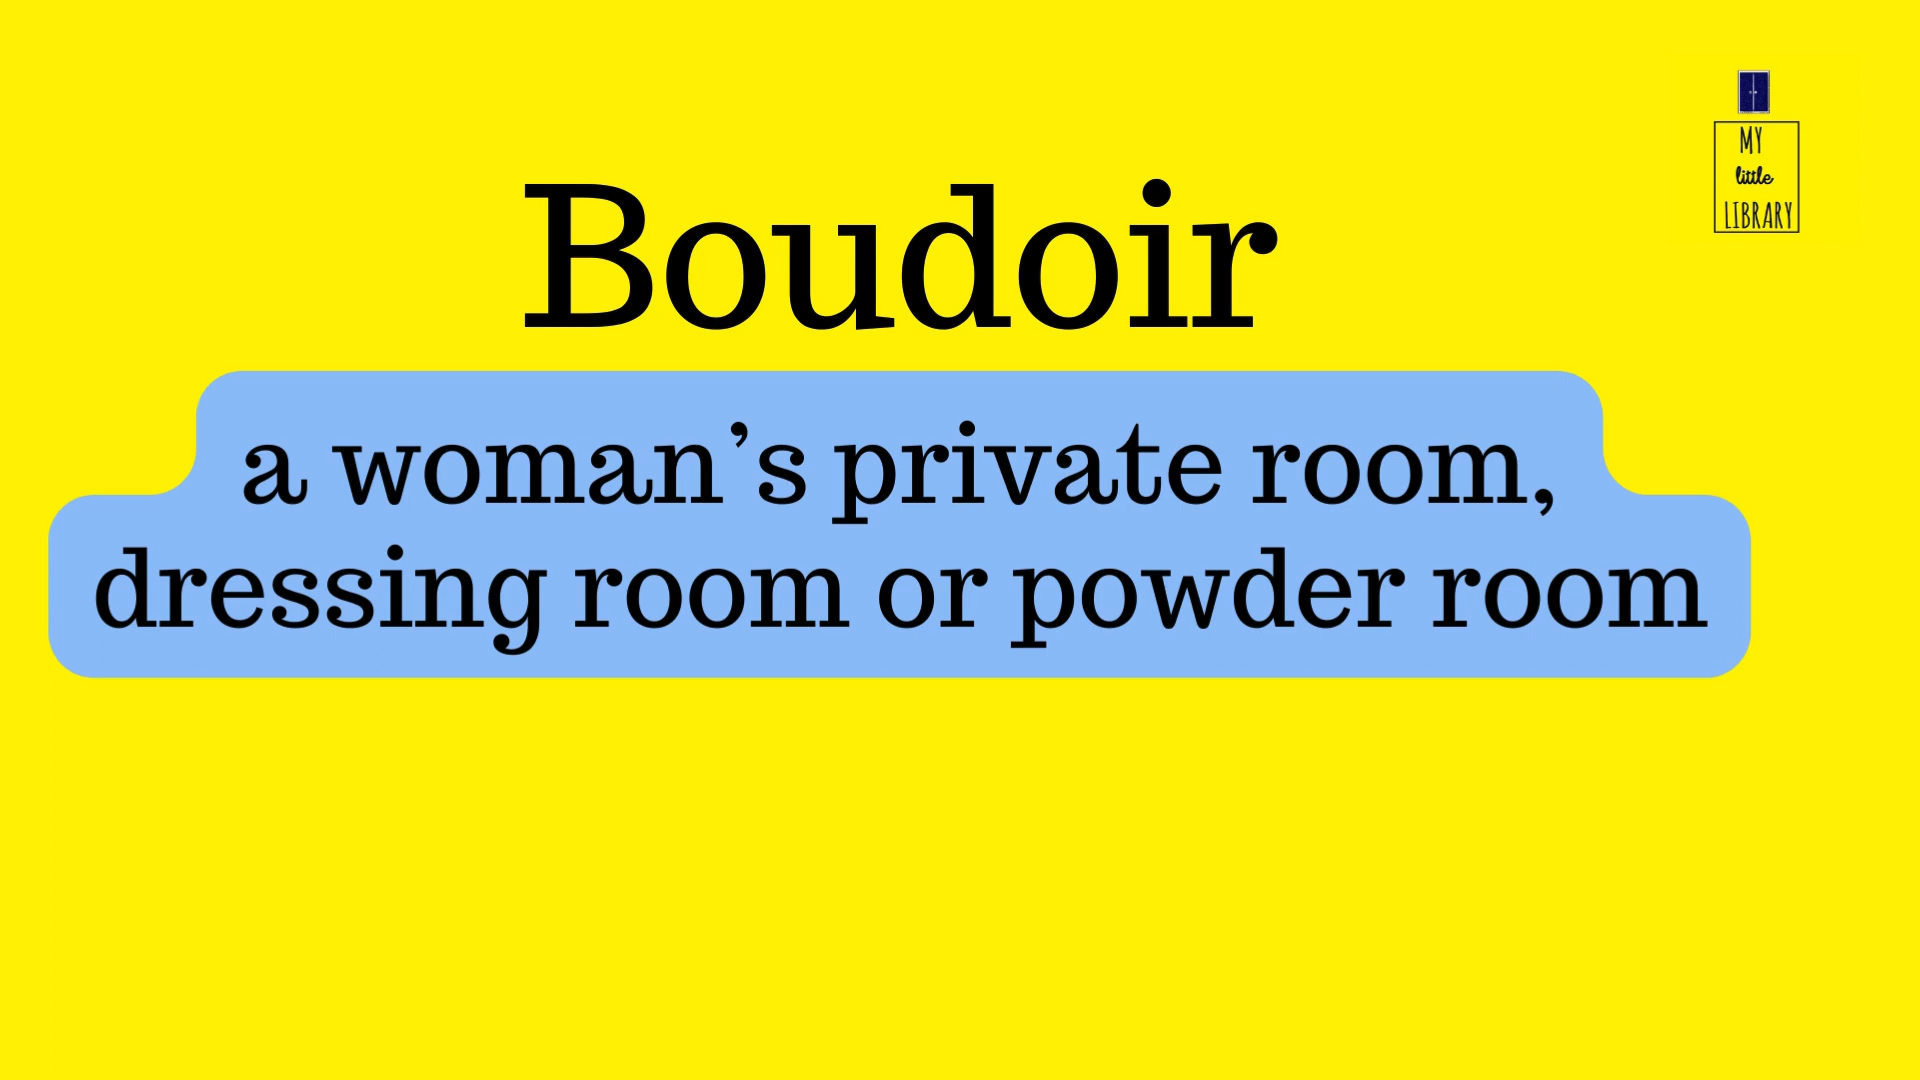 Boudoir
a woman’s private room,
dressing room or powder room
MY
little
LIBRARY